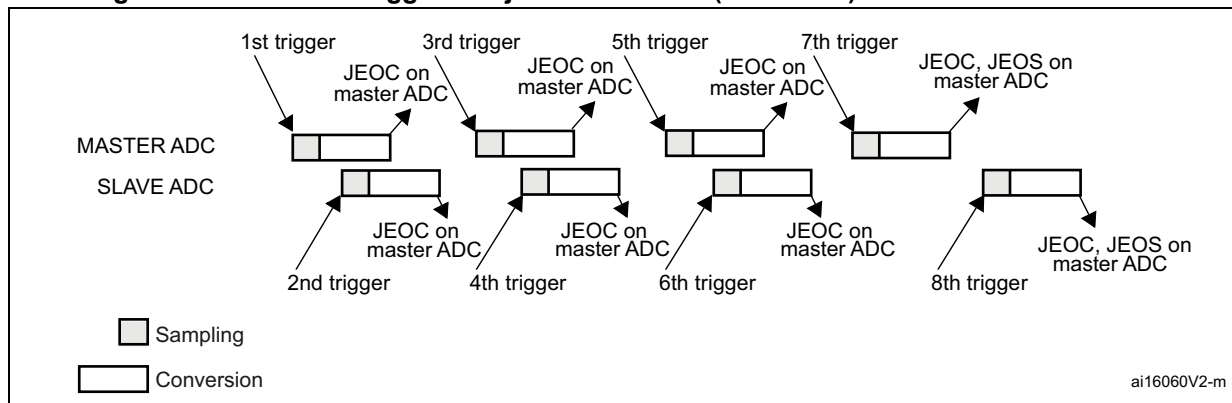 1st trigger
3rd trigger
5th trigger
7th trigger
JEOC on
master ADC
JEOC on
master ADC
JEOC on
master ADC
JEOC, JEOS on
master ADC
MASTER ADC
SLAVE ADC
JEOC on
master ADC
JEOC on
master ADC
JEOC on
master ADC
JEOC, JEOS on
master ADC
2nd trigger
4th trigger
6th trigger
8th trigger
Sampling
Conversion
ai16060V2-m